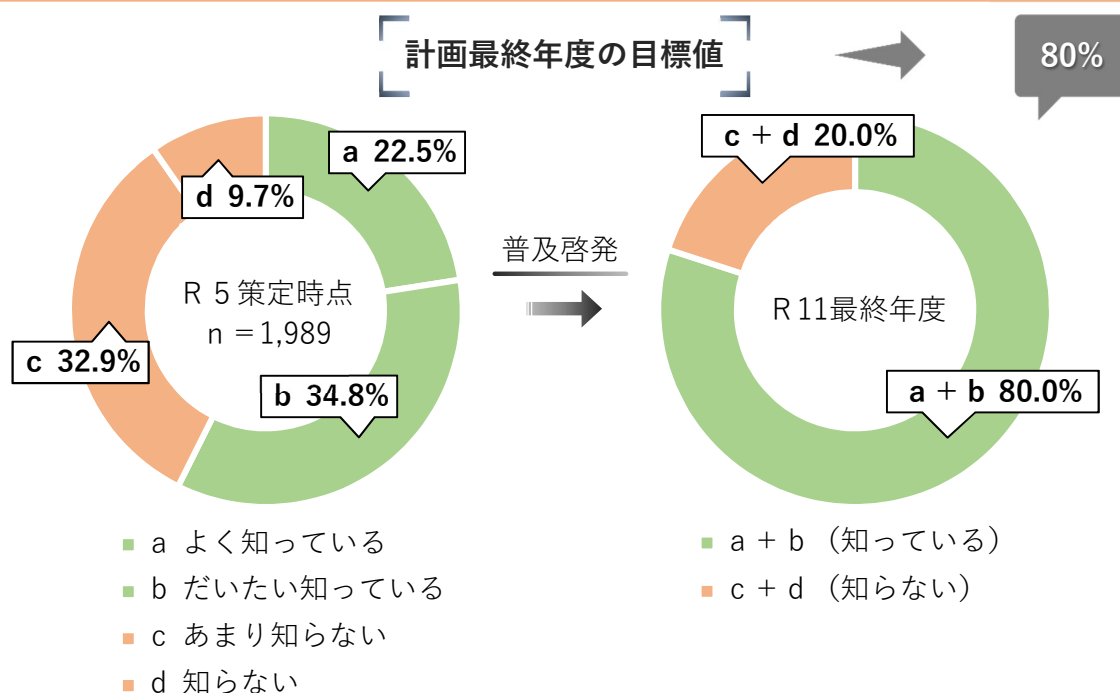 計画最終年度の目標値
80%
a 22.5%
d 9.7%
R 5 策定時点
n =1,989
c 32.9%
b 34.8%
普及啓発
c + d 20.0%
R 11最終年度
a + b 80.0%
a よく知っている
b だいたい知っている
c あまり知らない
d 知らない
a + b （知っている）
c + d （知らない）